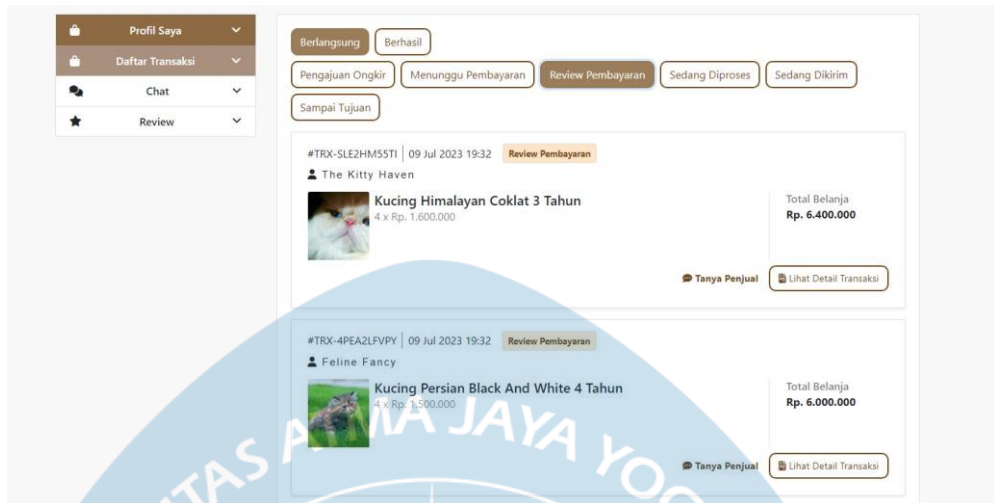 Profil Saya
Daftar Transaksi
Chat
Review
Berlangsung Berhasil
Pengajuan Ongkir Menunggu Pembayaran Review Pembayaran Sedang Diproses Sedang Dikirim
Sampai Tujuan
#TRX-SLE2HM55TI | 09 Jul 2023 19:32 Review Pembayaran
The Kitty Haven
Kucing Himalayan Coklat 3 Tahun
4 x Rp. 1.600.000
Total Belanja
Rp. 6.400.000
Tanya Penjual Lihat Detail Transaksi
#TRX-4PEA2LFVPY | 09 Jul 2023 19:32 Review Pembayaran
Feline Fancy
Kucing Persian Black And White 4 Tahun
4 x Rp. 1.500.000
Total Belanja
Rp. 6.000.000
Tanya Penjual Lihat Detail Transaksi